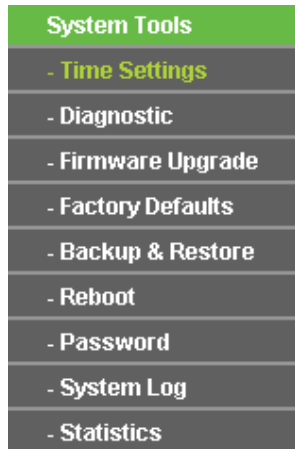 System Tools
- Time Settings
- Diagnostic
- Firmware Upgrade
- Factory Defaults
- Backup & Restore
- Reboot
- Password
- System Log
- Statistics